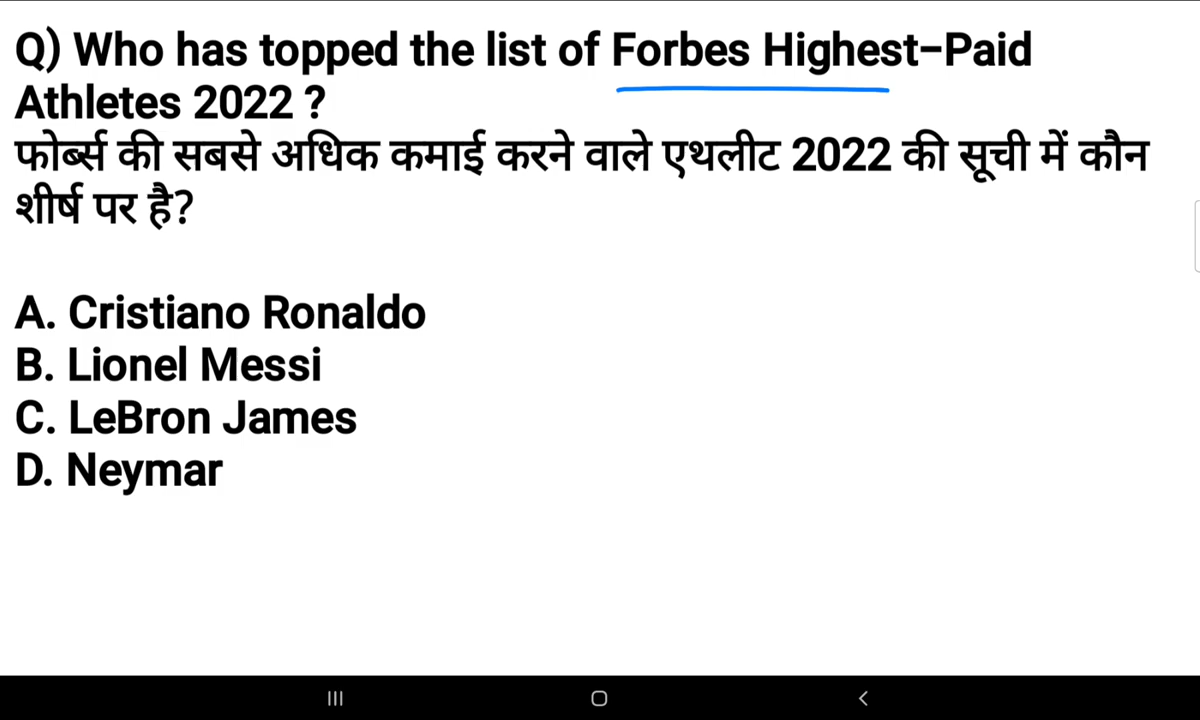 Q) Who has topped the list of Forbes Highest-Paid
Athletes 2022 ?
फोर्ब्स की सबसे अधिक कमाई करने वाले एथलीट 2022 की सूची में कौन
शीर्ष पर है?
A. Cristiano Ronaldo
B. Lionel Messi
C. LeBron James
D. Neymar